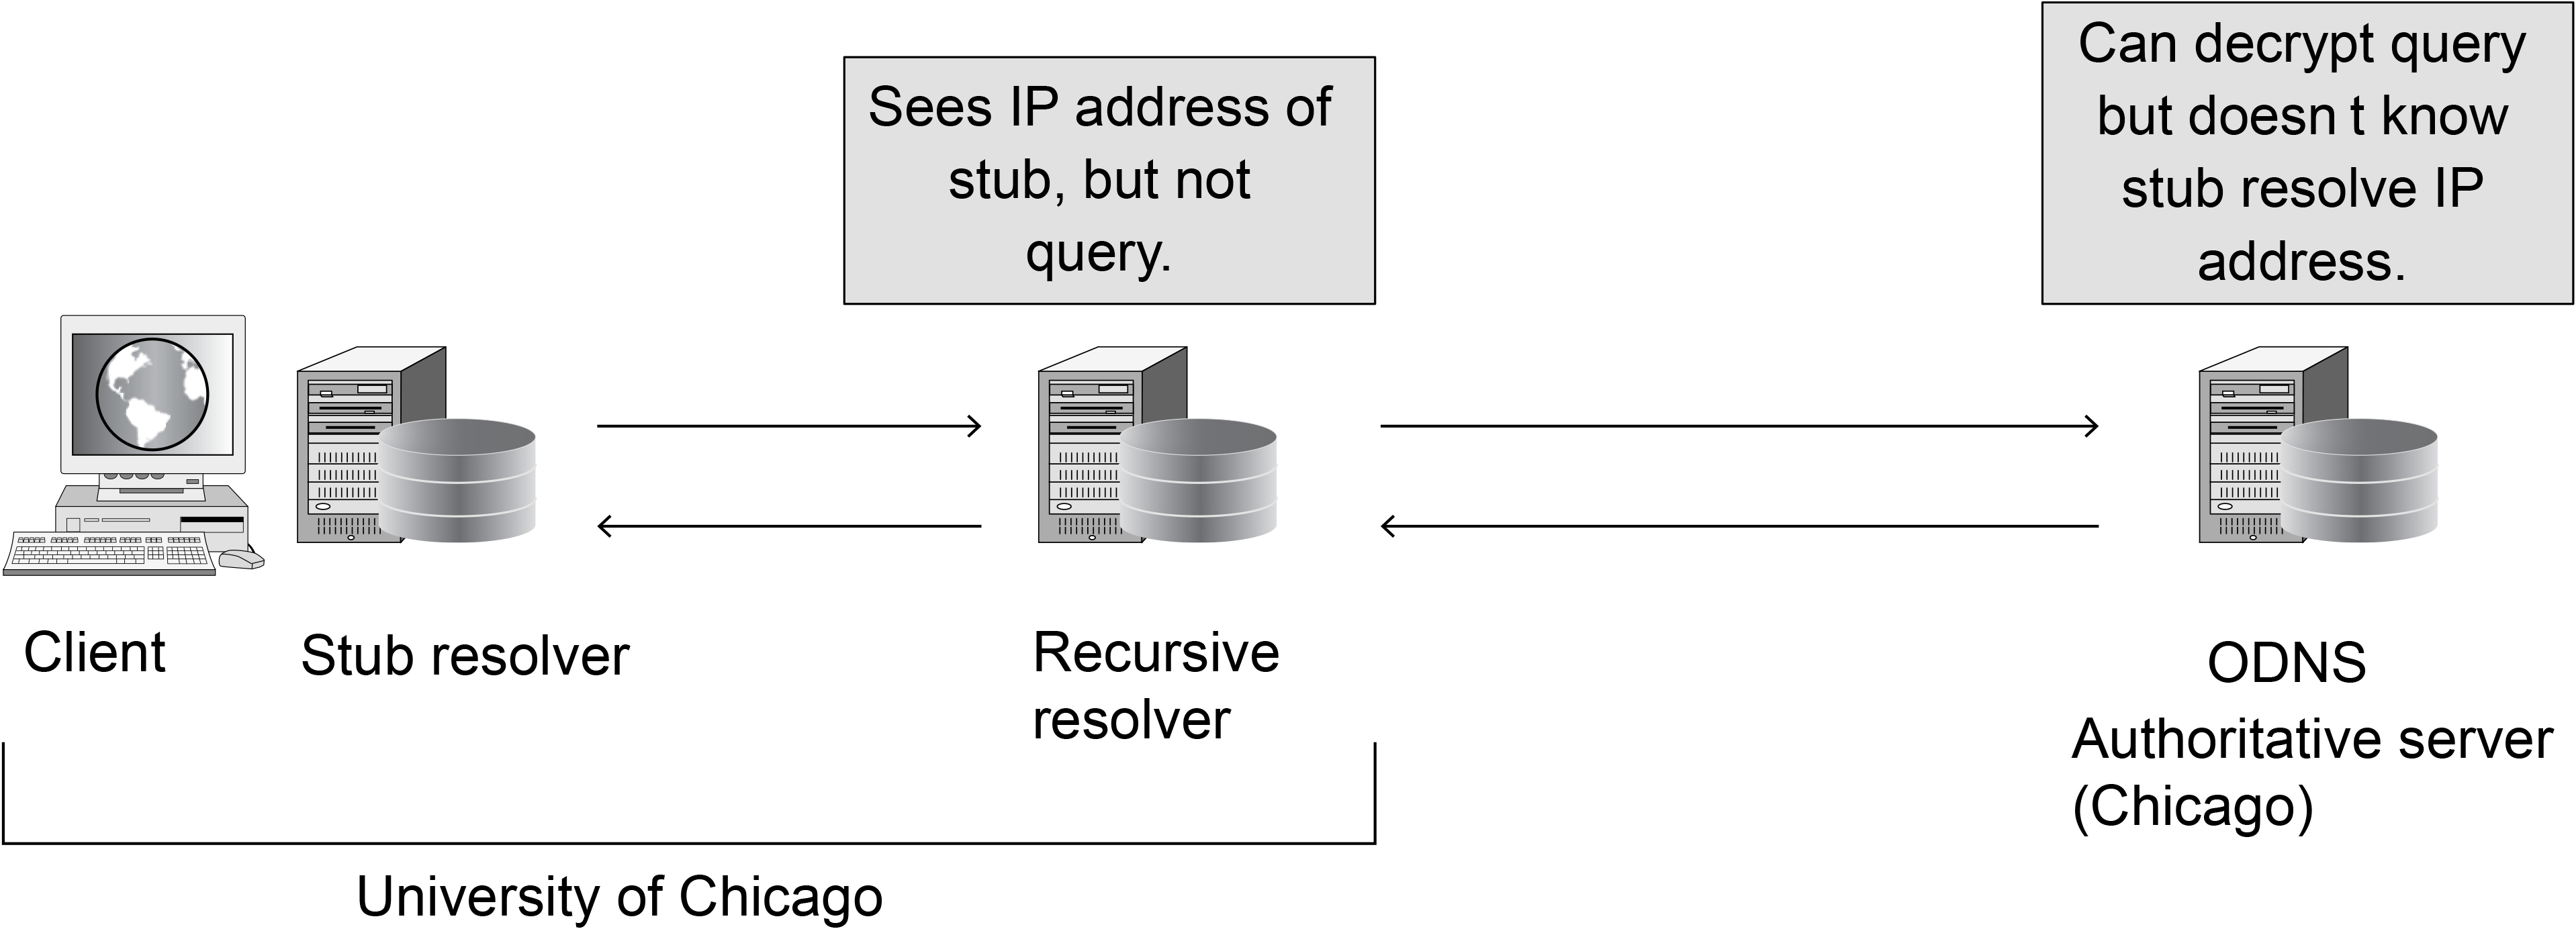 Sees IP address of
stub, but not
query.
Can decrypt query
but doesn t know
stub resolve IP
address.
Client
Stub resolver
Recursive
resolver
ODNS
Authoritative server
(Chicago)
University of Chicago